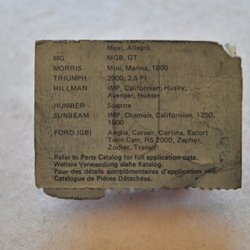 AUSTIN
Maxi, Allegro
MG MGB, GT
MORRIS Mini, Marina, 1800
TRIUMPH 2000, 2.5 PI
HILLMAN IMP, Californian, Husky,
Avenger, Hunter
HUMBER Sceptre
SUNBEAM IMP, Chamois, Californian, 1250,
1500
FORD (GB) Anglia, Corsair, Cortina, Escort
Twin Cam, RS 2000, Zephyr,
Zodiac, Transit
Refer to Parts Catalog for full application data.
Weitere Verwendung siehe Katalog.
Pour des détails complémentaires d'application voir
Catalogue de Pièces Détachées.